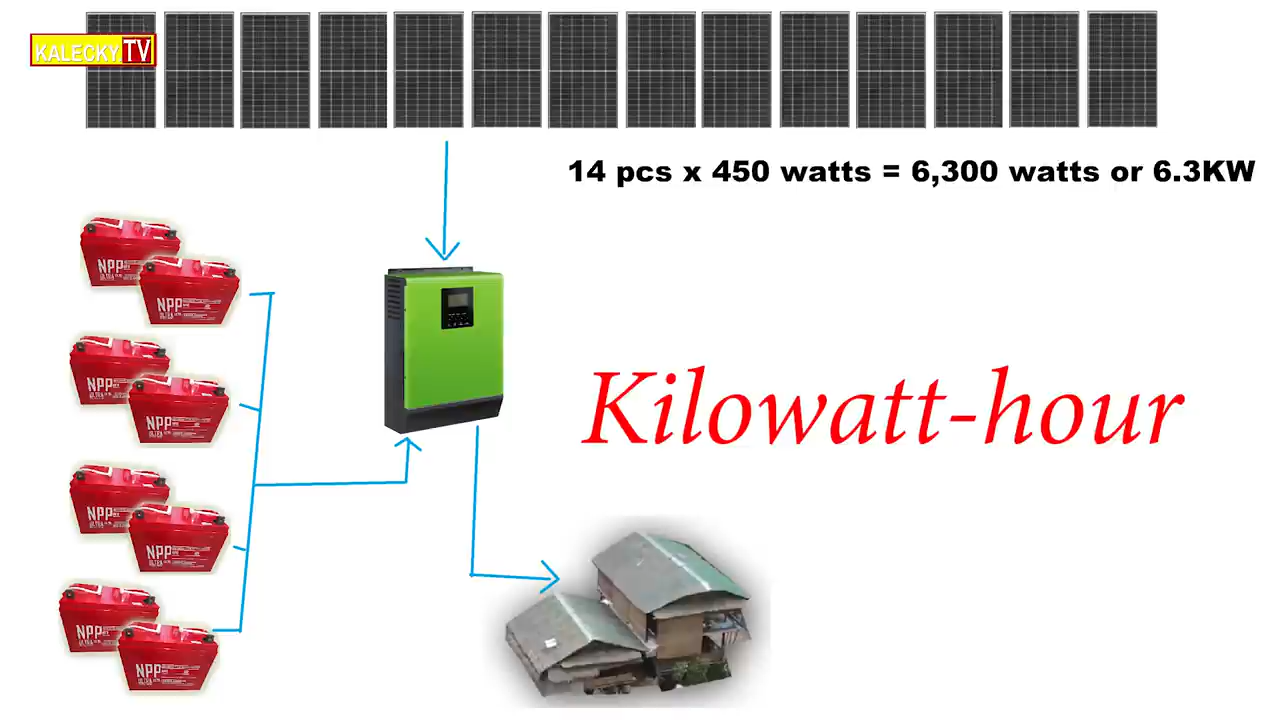 KALECKY TV
14 pcs x 450 watts = 6,300 watts or 6.3KW
NPP
NPP
NPP
NPP
Kilowatt-hour
NPP
NPP
NPP
NPP